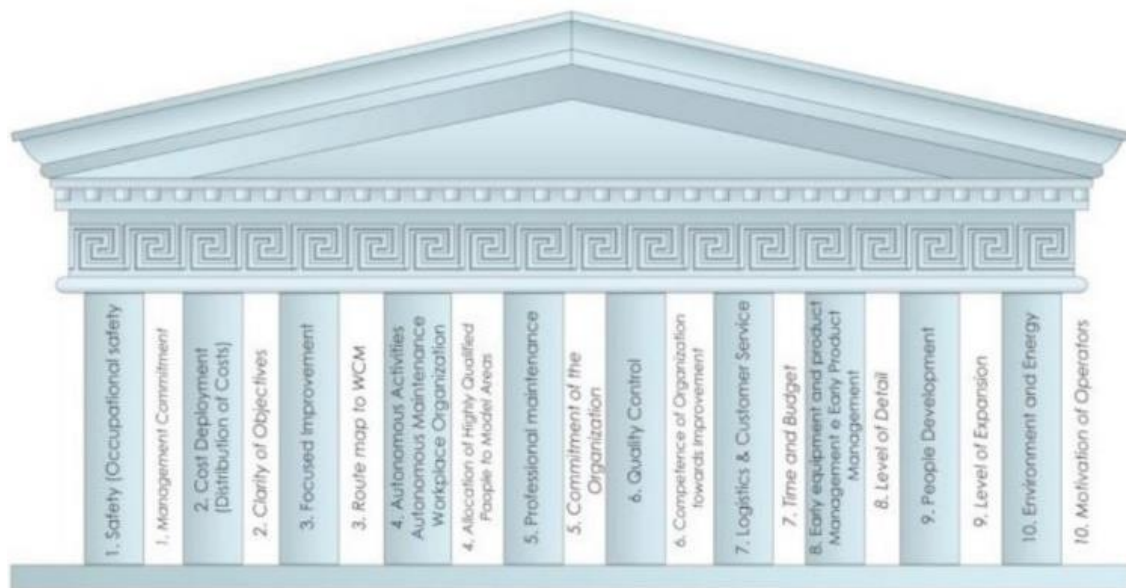 1. Safety (Occupational safety)
1. Management Commitment
2. Cost Deployment
(Distribution of Costs)
2. Clarity of Objectives
3. Focused Improvement
3. Route map to WCM
4. Autonomous Activities
Autonomous Maintenance
Workplace Organization
4. Allocation of Highly Qualified
People to Model Areas
5. Professional maintenance
5. Commitment of the
Organization
6. Quality Control
6. Competence of Organization
towards Improvement
7. Logistics & Customer Service
7. Time and Budget
8. Early equipment and product
Management e Early Product
Management
8. Level of Detail
9. People Development
9. Level of Expansion
10. Environment and Energy
10. Motivation of Operators